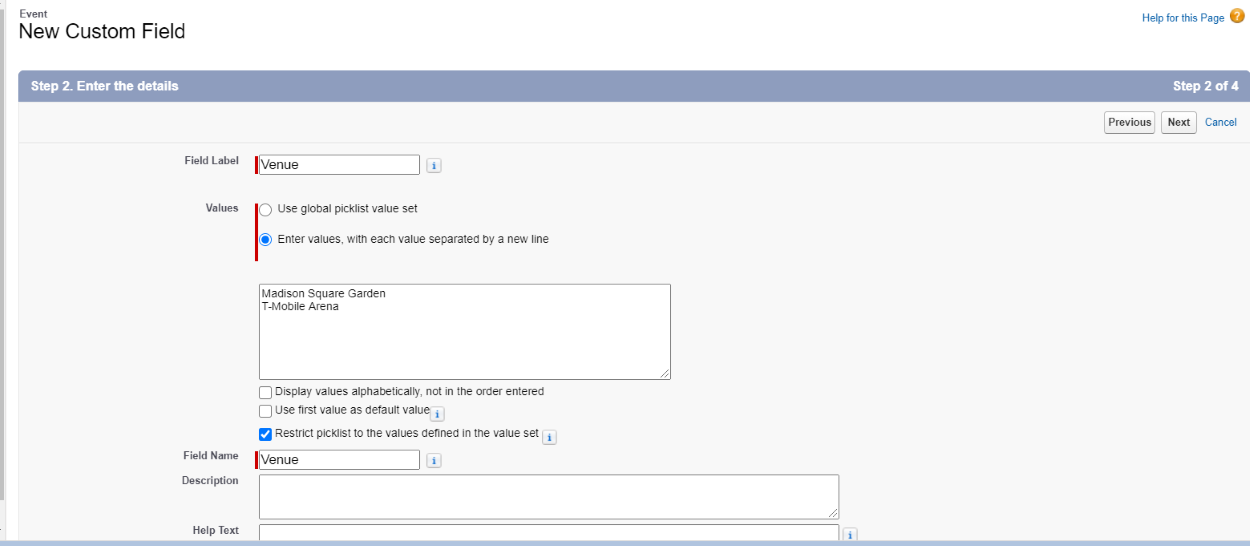 Event
New Custom Field
Help for this Page ?
Step 2. Enter the details
Step 2 of 4
Previous Next Cancel
Field Label Venue i
Values Use global picklist value set
Enter values, with each value separated by a new line
Madison Square Garden
T-Mobile Arena
Display values alphabetically, not in the order entered
Use first value as default value i
Restrict picklist to the values defined in the value set i
Field Name Venue i
Description
Help Text i